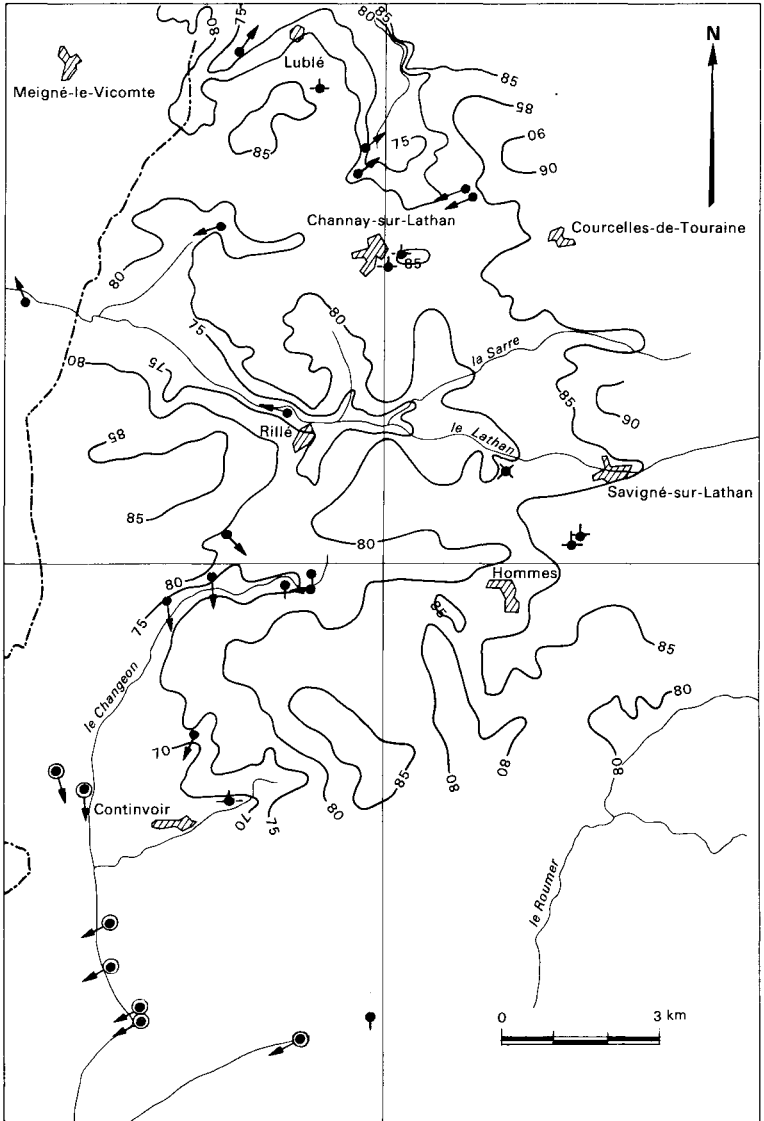 80
75
85
80
N
Lublé
Meigné-le-Vicomte
85
85
90
90
75
85
Channay-sur-Lathan
Courcelles-de-Touraine
85
80
80
75
la Sarre
75
80
85
90
le Lathan
Rillé
85
85
Savigné-sur-Lathan
80
80
Hommes
75
85
85
le Changeon
80
70
85
80
80
80
80
Continvoir
70
75
le Roumer
0
3 km